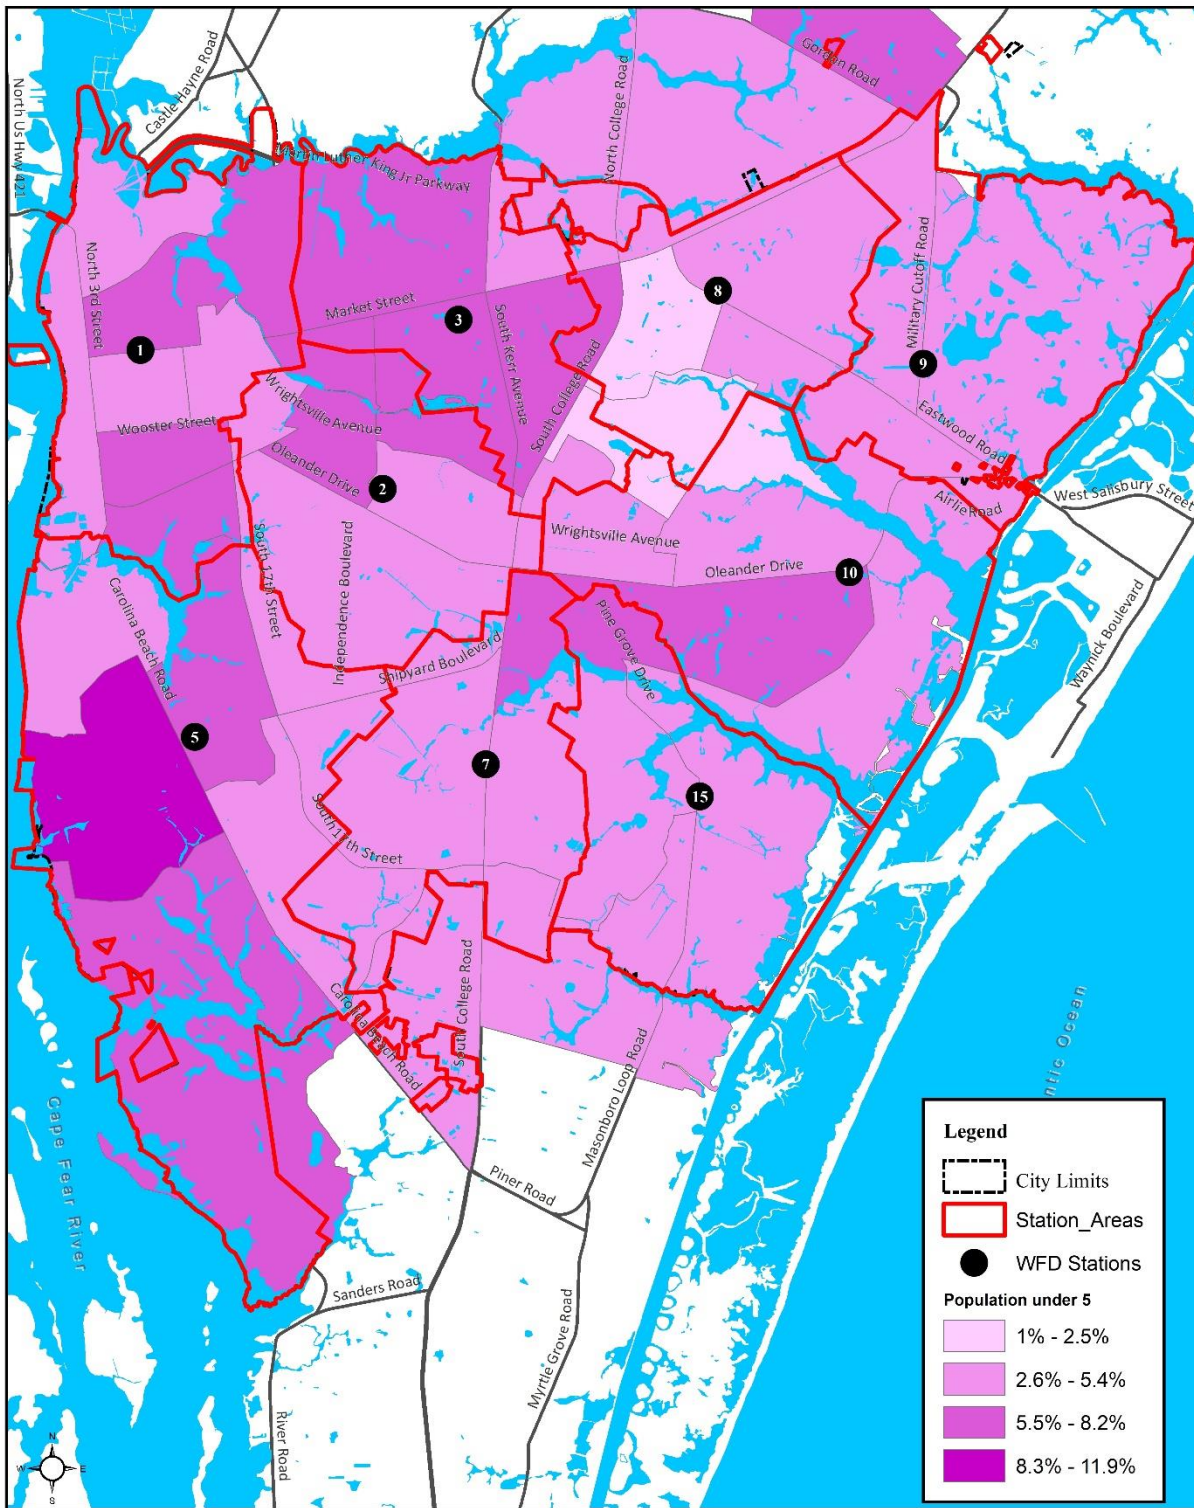 Castle Hayne Road
North Us Hwy 421
Gordon Road
North College Road
Martin Luther King Jr Parkway
Military Cutoff Road
North 3rd Street
Market Street
8
3
1
South Kerr Avenue
9
South College Road
Wrightsville Avenue
Wooster Street
Eastwood Road
Oleander Drive
2
West Salisbury Street
Airlie Road
Wrightsville Avenue
Oleander Drive
10
South 17th Street
Independence Boulevard
Carolina Beach Road
Pine Grove Drive
Shipyard Boulevard
Waynick Boulevard
5
7
15
South 17th Street
South College Road
Carolina Beach Road
Masonboro Loop Road
ntic Ocean
Cape Fear River
Piner Road
Sanders Road
Myrtle Grove Road
River Road
N
W
E
S
Legend
City Limits
Station_Areas
WFD Stations
Population under 5
1% - 2.5%
2.6% - 5.4%
5.5% - 8.2%
8.3% - 11.9%